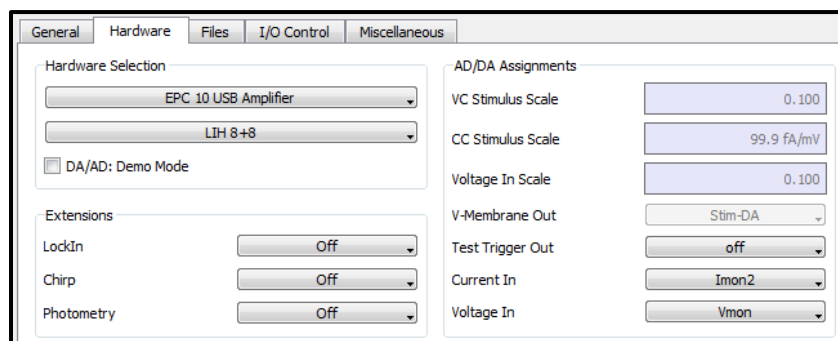 General Hardware Files I/O Control Miscellaneous
Hardware Selection
EPC 10 USB Amplifier
LIH 8+8
DA/AD: Demo Mode
Extensions
LockIn Off
Chirp Off
Photometry Off
AD/DA Assignments
VC Stimulus Scale 0.100
CC Stimulus Scale 99.9 fA/mV
Voltage In Scale 0.100
V-Membrane Out Stim-DA
Test Trigger Out off
Current In Imon2
Voltage In Vmon